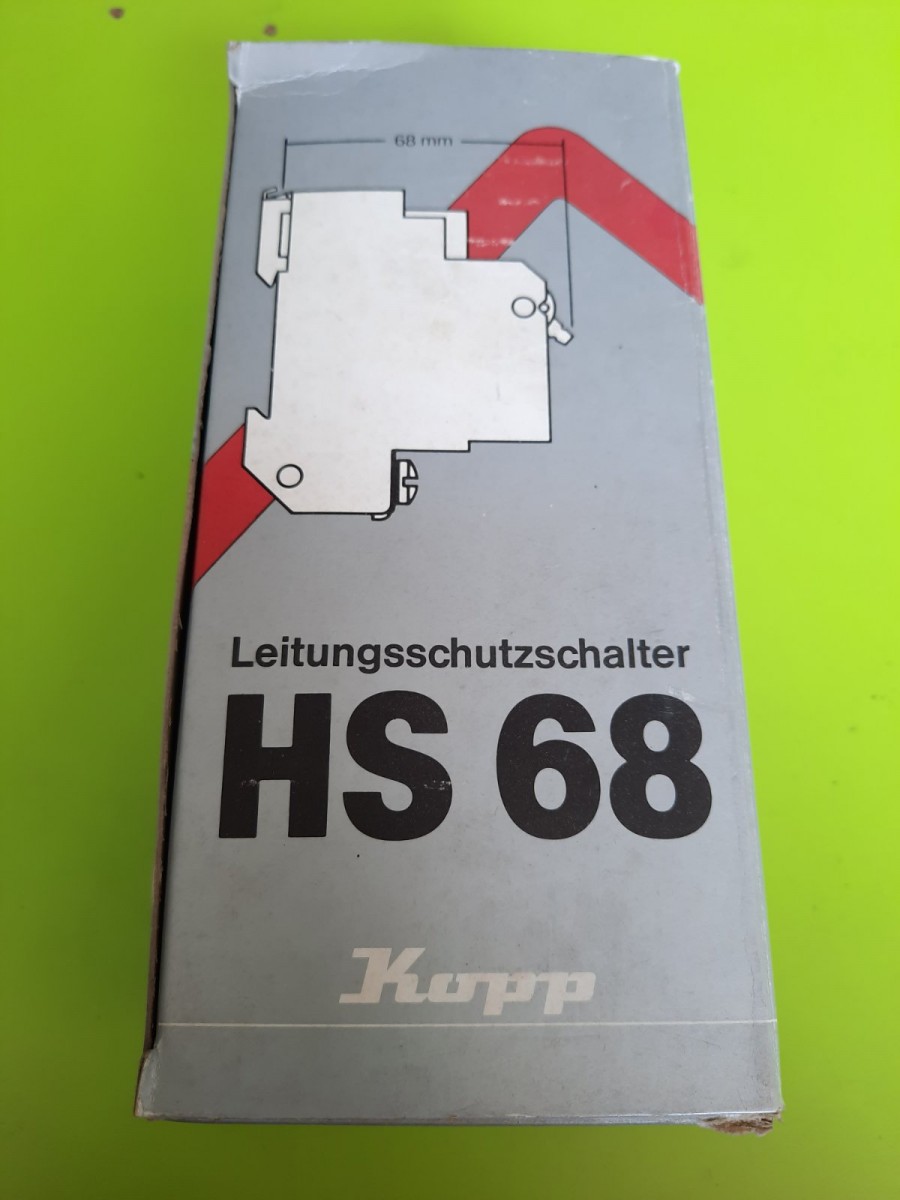 68 mm
Leitungsschutzschalter
HS 68
Kopp